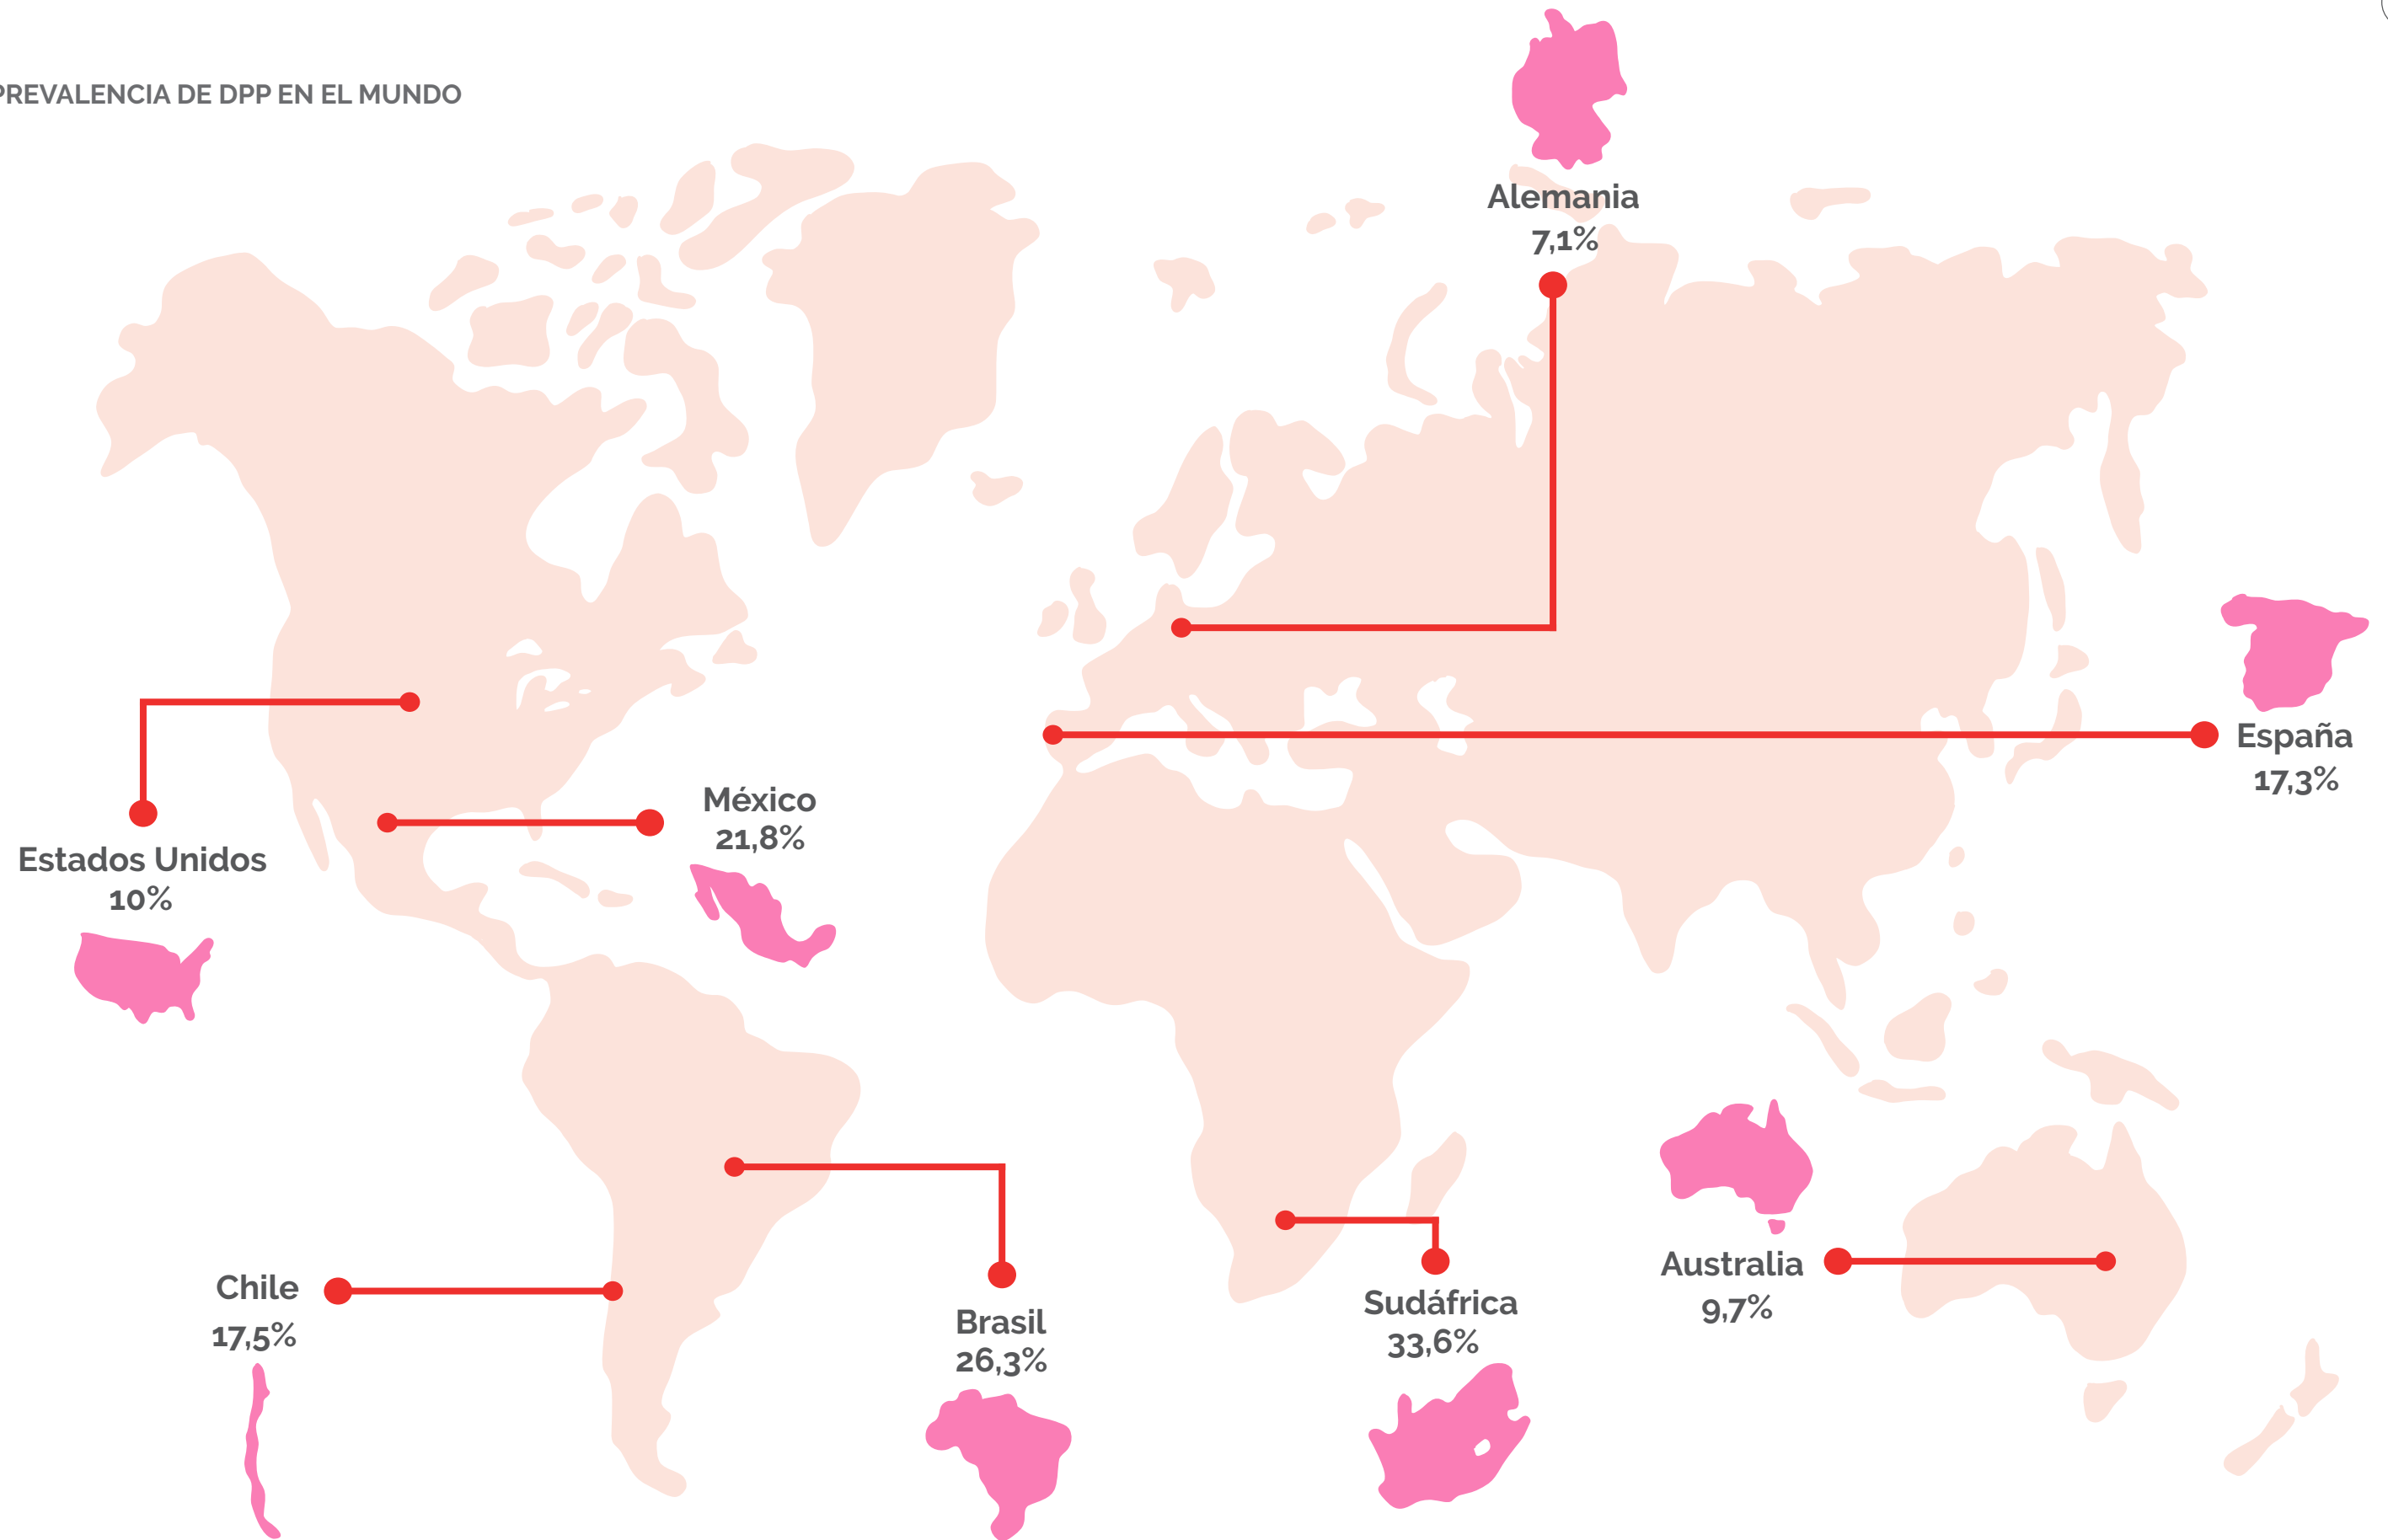 PREVALENCIA DE DPP EN EL MUNDO
Alemania
7,1%
España
17,3%
México
21,8%
Estados Unidos
10%
Chile
17,5%
Brasil
26,3%
Sudáfrica
33,6%
Australia
9,7%